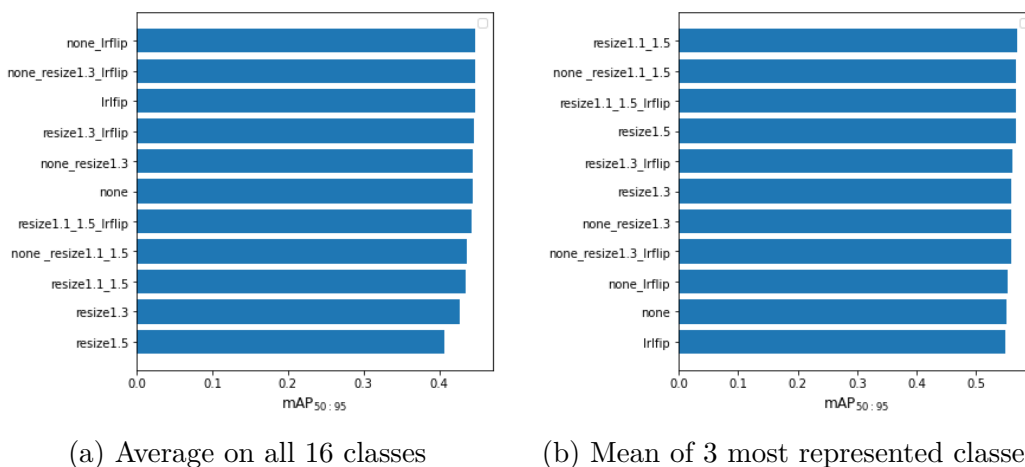 none_lrflip
none_resize1.3_lrflip
lrlfip
resize1.3_lrflip
none_resize1.3
none
resize1.1_1.5_lrflip
none _resize1.1_1.5
resize1.1_1.5
resize1.3
resize1.5
0.0 0.1 0.2 0.3 0.4
mAP50:95
(a) Average on all 16 classes
resize1.1_1.5
none _resize1.1_1.5
resize1.1_1.5_lrflip
resize1.5
resize1.3_lrflip
resize1.3
none_resize1.3
none_resize1.3_lrflip
none_lrflip
none
lrlfip
0.0 0.1 0.2 0.3 0.4 0.5
mAP50:95
(b) Mean of 3 most represented classe